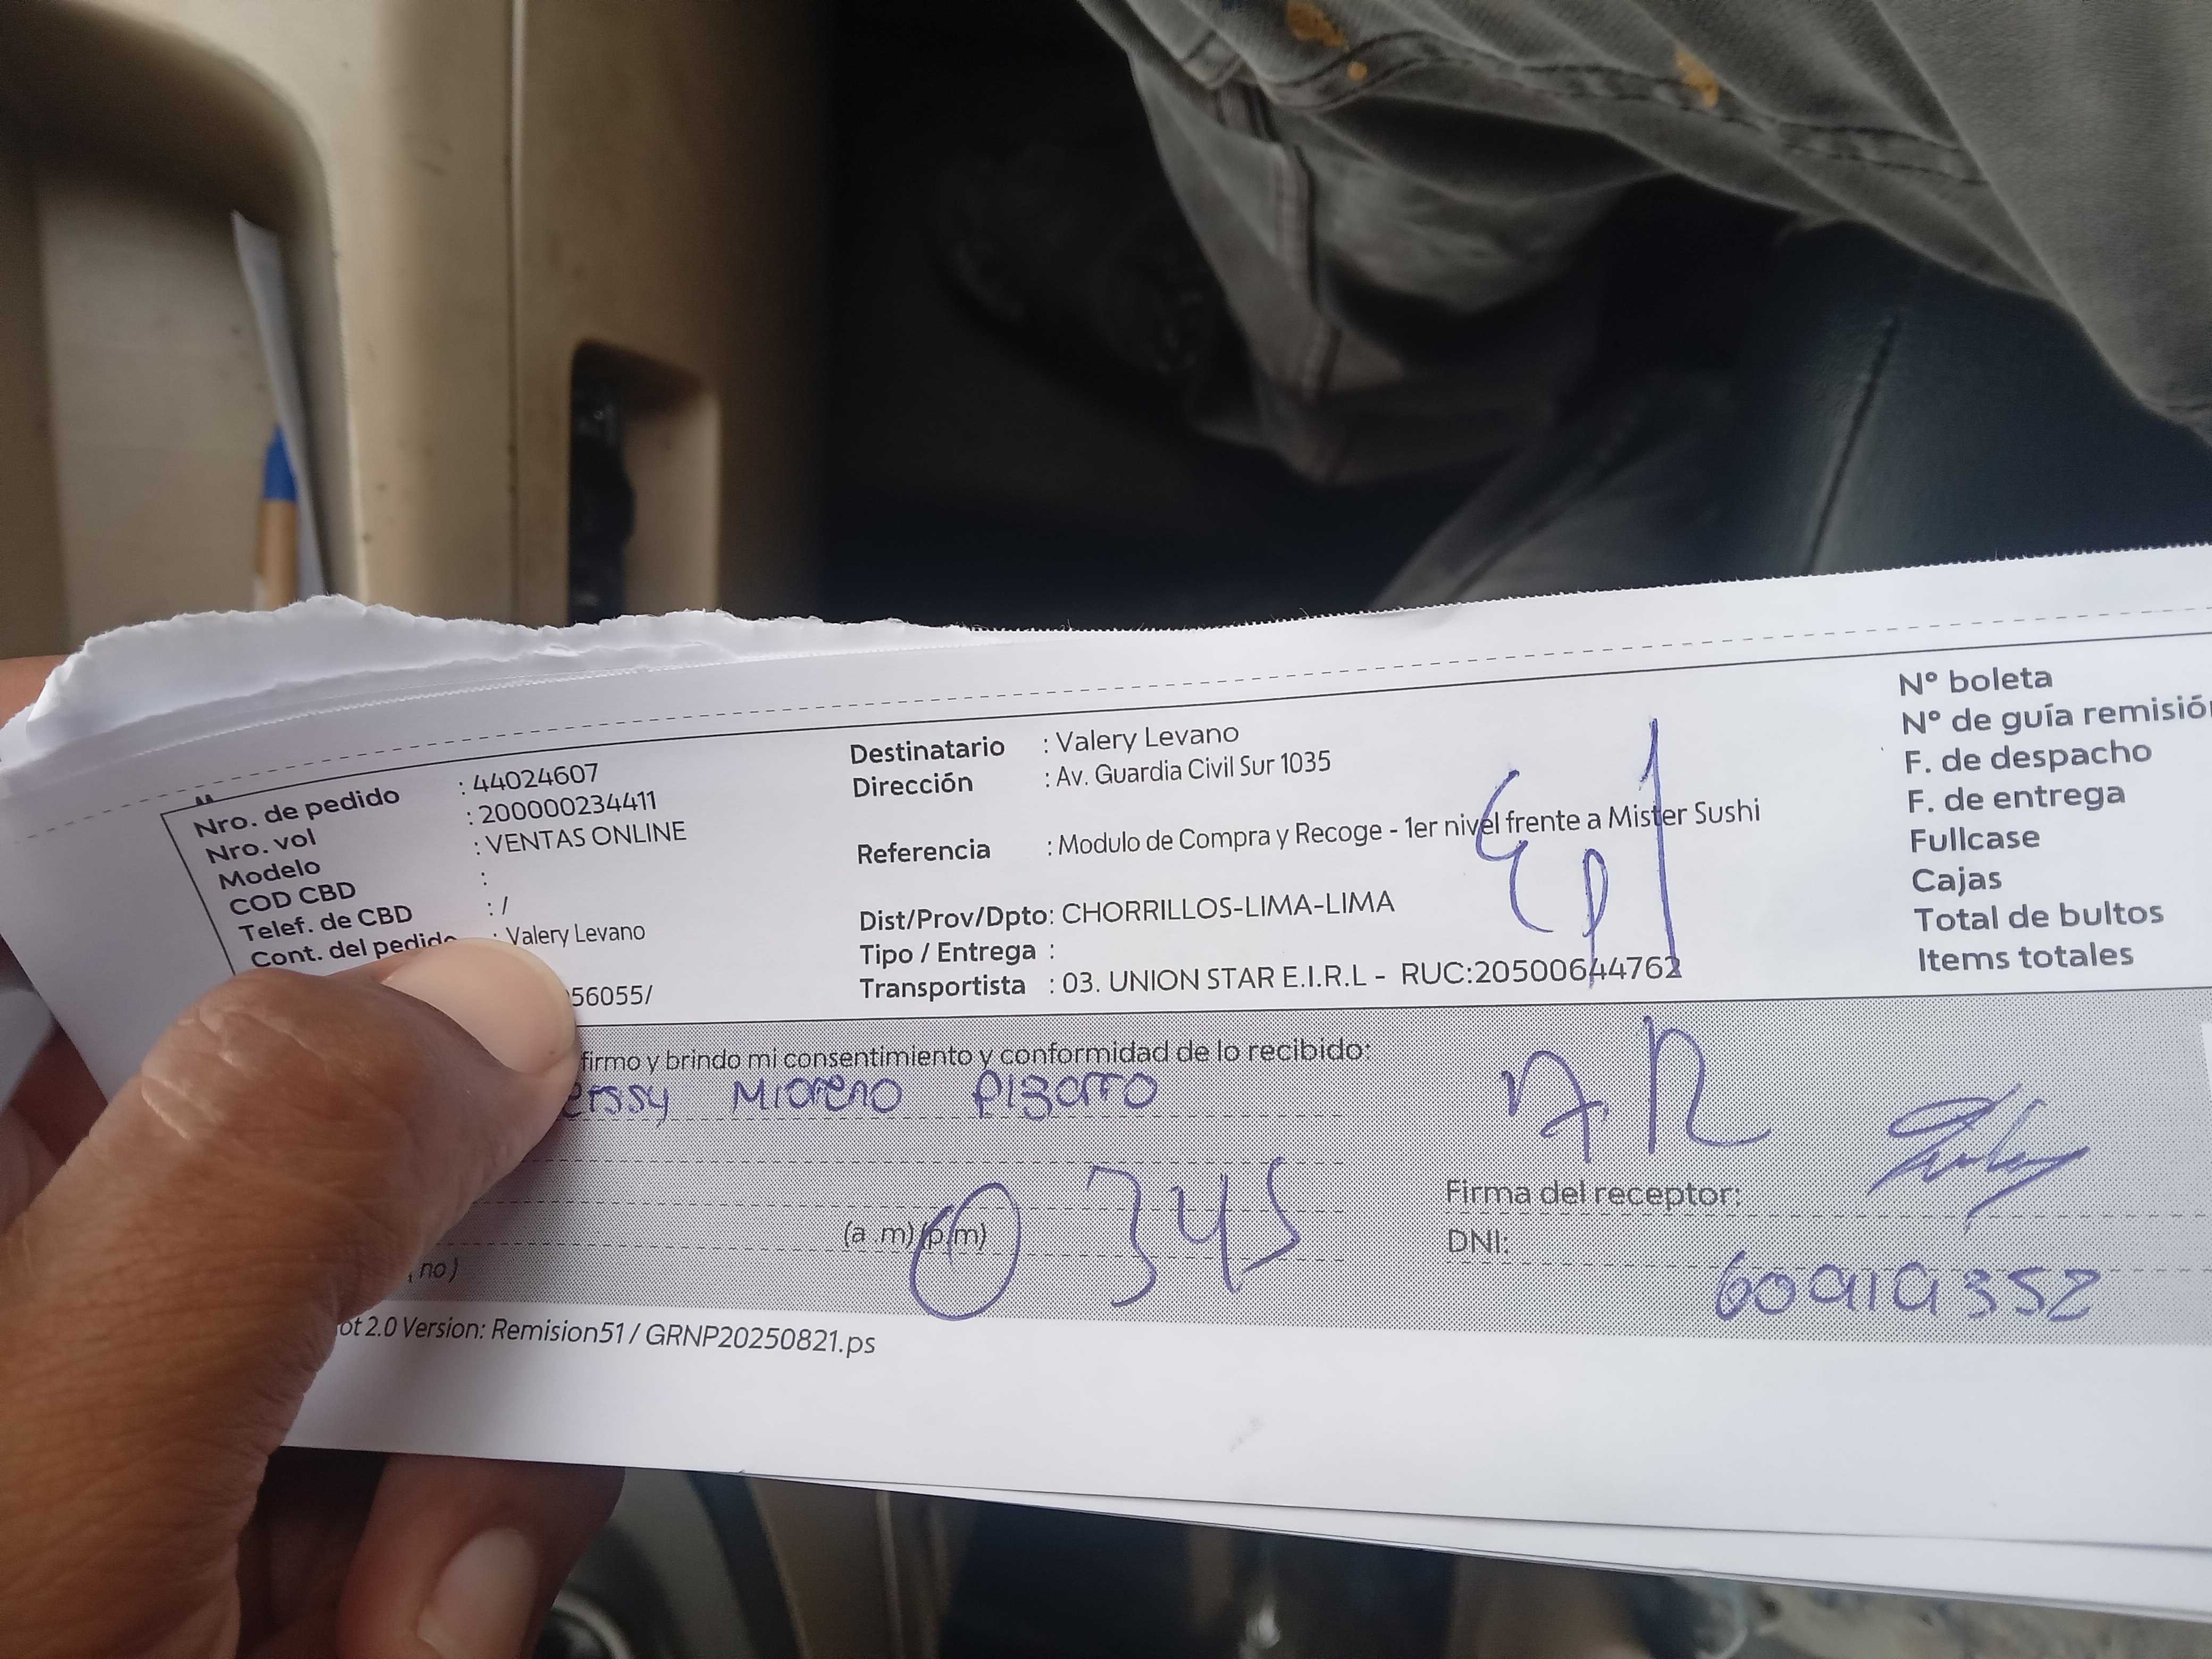 Nro. de pedido : 44024607
Nro. vol : 200000234411
Modelo : VENTAS ONLINE
COD CBD :
Telef. de CBD : /
Cont. del pedido : Valery Levano
56055/
Destinatario : Valery Levano
Dirección : Av. Guardia Civil Sur 1035
Referencia : Modulo de Compra y Recoge - 1er nivel frente a Mister Sushi
Dist/Prov/Dpto: CHORRILLOS-LIMA-LIMA
Tipo / Entrega :
Transportista : 03. UNION STAR E.I.R.L - RUC:20500644762
N° boleta
N° de guía remisión
F. de despacho
F. de entrega
Fullcase
Cajas
Total de bultos
Items totales
firmo y brindo mi consentimiento y conformidad de lo recibido:
erssy Moreno Pizarro
(a .m) (p.m)
345
, no)
Firma del receptor:
DNI:
60919352
ot 2.0 Version: Remision51 / GRNP20250821.ps